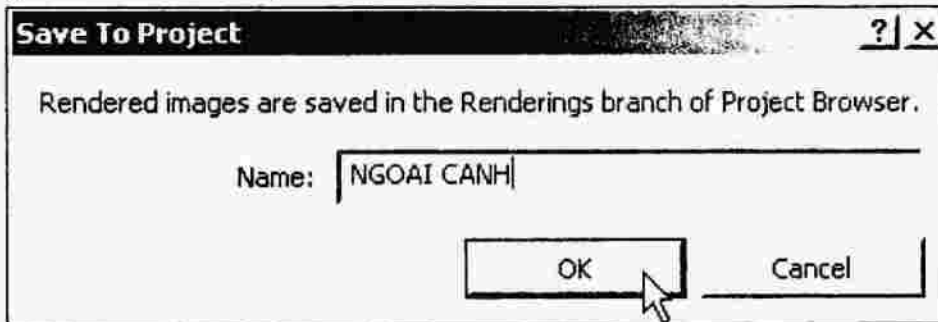 Save To Project ? ×
Rendered images are saved in the Renderings branch of Project Browser.
Name: NGOAI CANH
OK Cancel